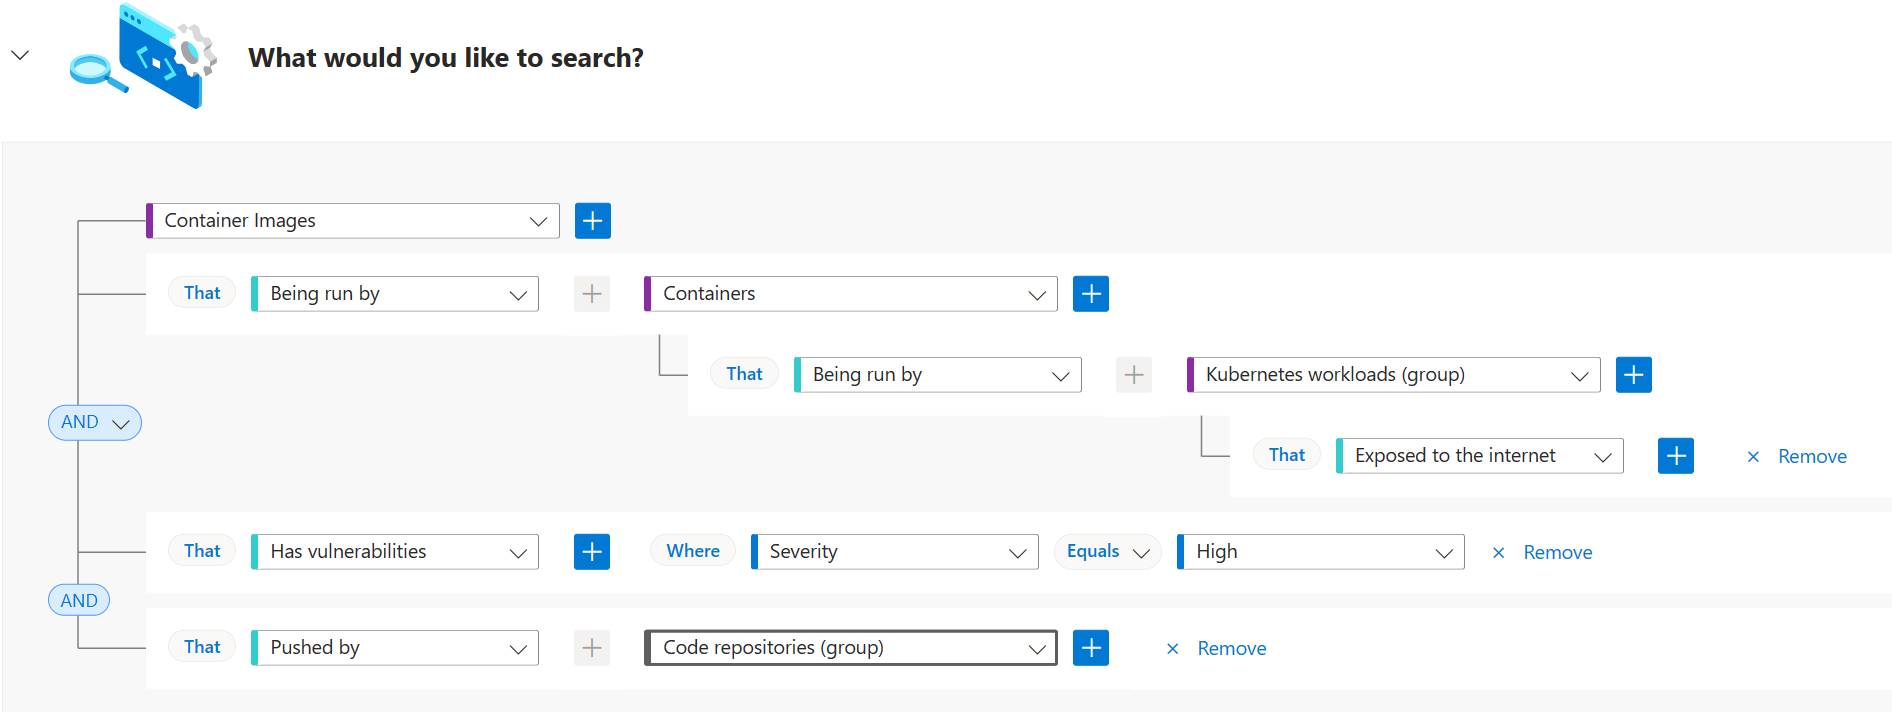 What would you like to search?
Container Images
That Being run by Containers
That Being run by Kubernetes workloads (group)
AND
That Exposed to the internet Remove
That Has vulnerabilities Where Severity Equals High Remove
AND
That Pushed by Code repositories (group) Remove